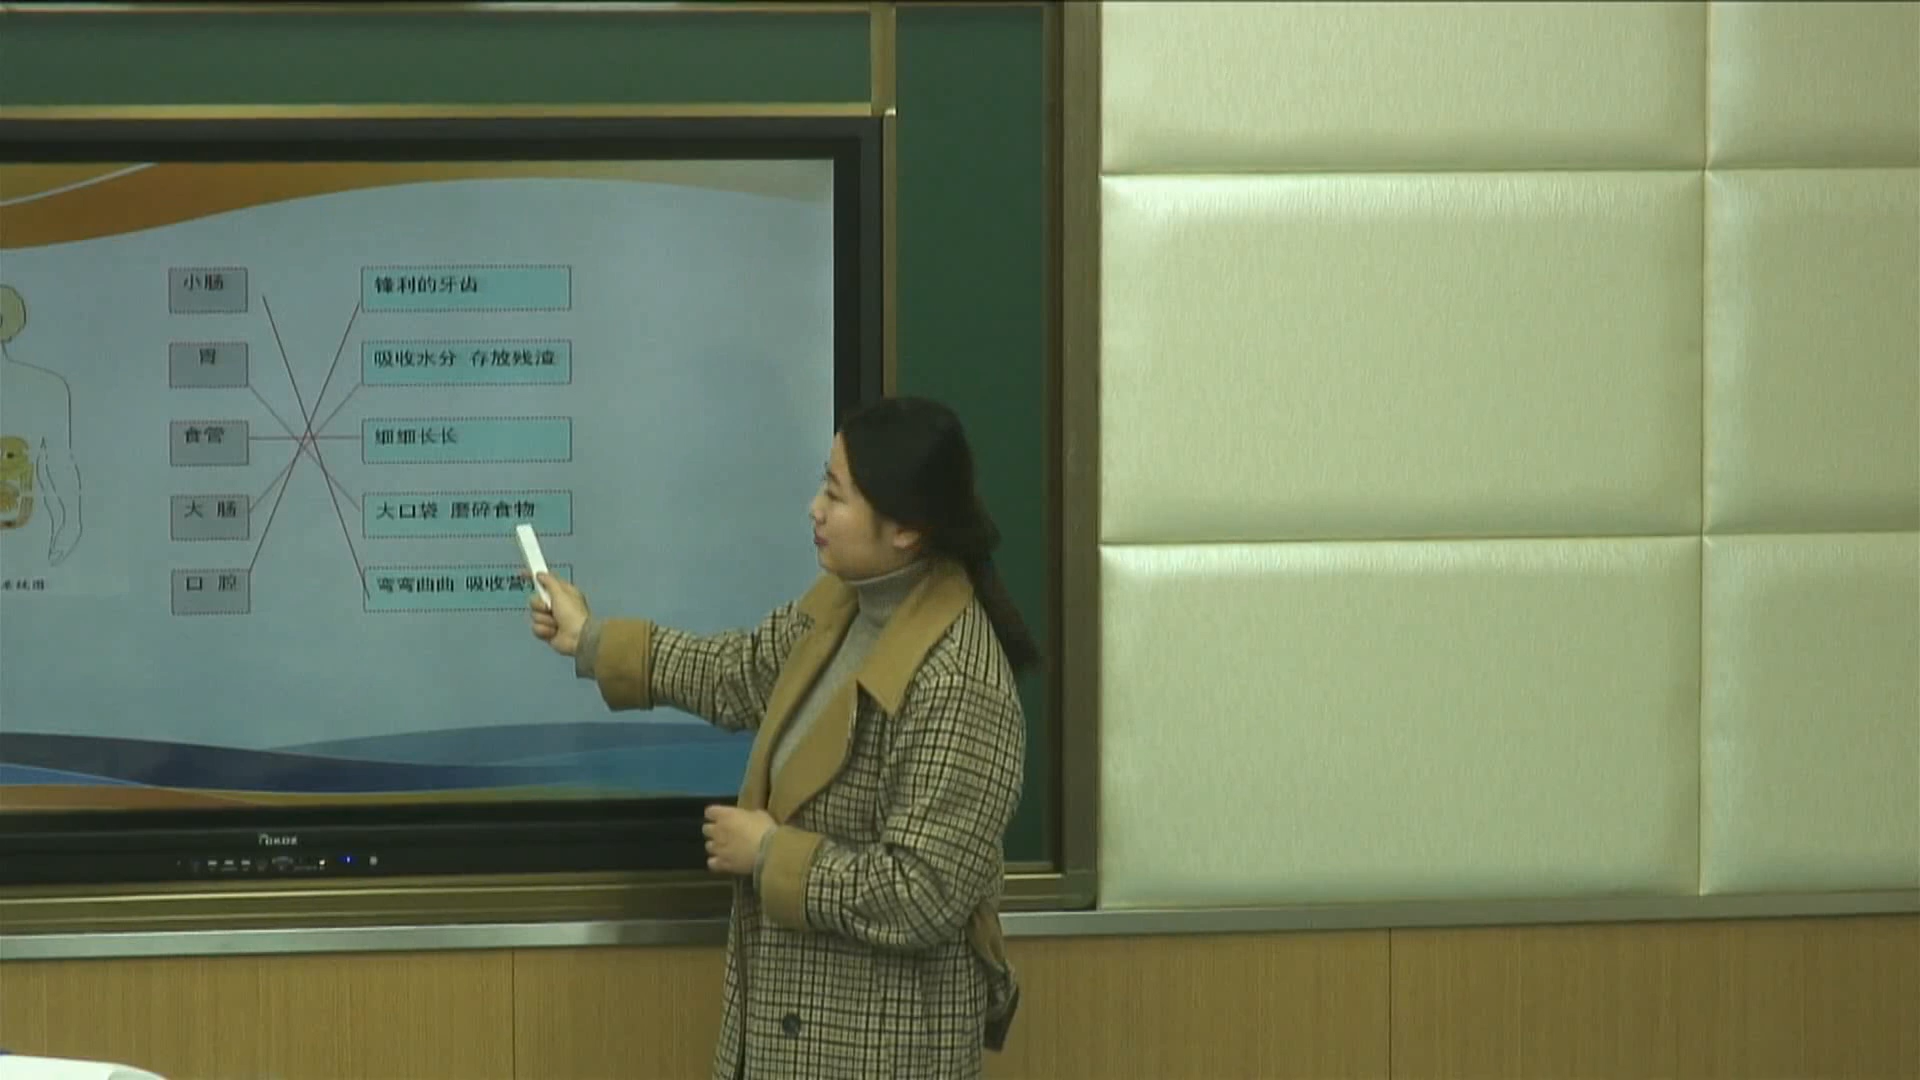 小肠 锋利的牙齿
胃 吸收水分 存放残渣
食管 细细长长
大肠 大口袋 磨碎食物
口腔 弯弯曲曲 吸收营